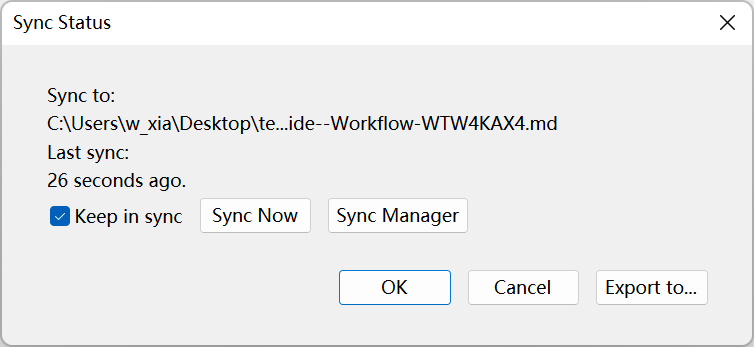 Sync Status
Sync to:
C:\Users\w_xia\Desktop\te...ide--Workflow-WTW4KAX4.md
Last sync:
26 seconds ago.
Keep in sync Sync Now Sync Manager
OK Cancel Export to...